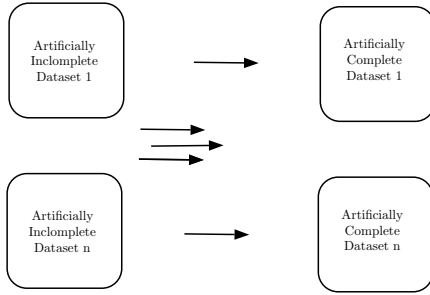 Artificially
Inclomplete
Dataset 1
Artificially
Complete
Dataset 1
Artificially
Inclomplete
Dataset n
Artificially
Complete
Dataset n